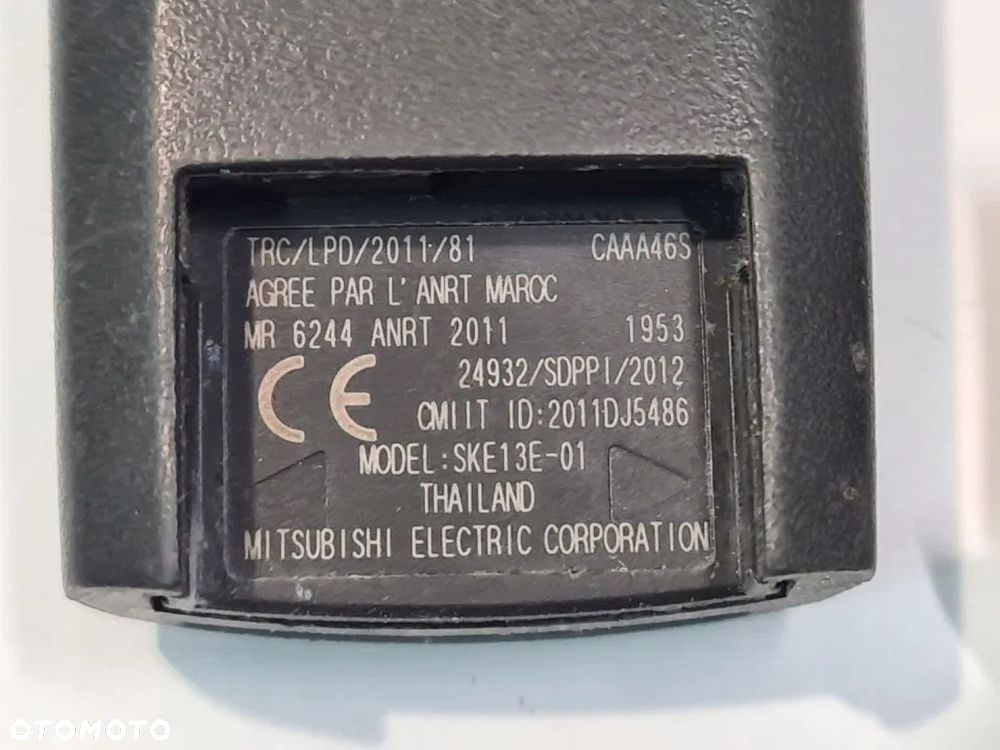 TRC/LPD/2011/81 CAAA46S
AGREE PAR L'ANRT MAROC
MR 6244 ANRT 2011 1953
CE 24932/SDPPI/2012
CMIIT ID:2011DJ5486
MODEL:SKE13E-01
THAILAND
MITSUBISHI ELECTRIC CORPORATION
OTOMOTO